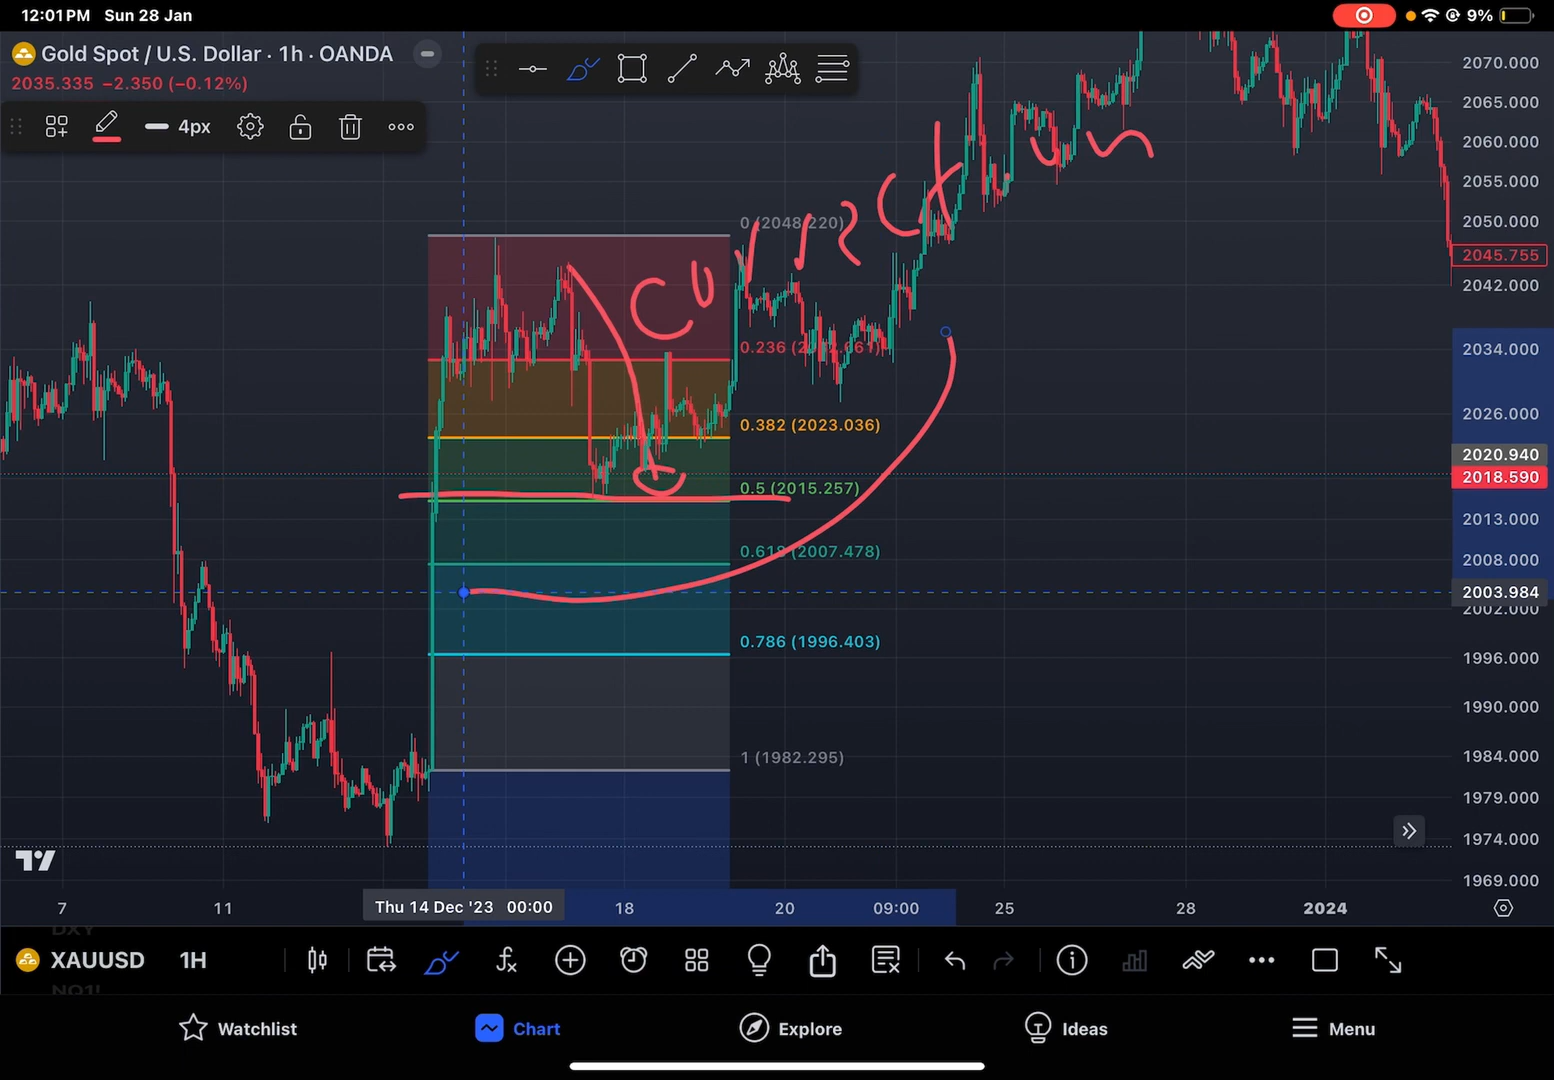 12:01 PM Sun 28 Jan
9%
Gold Spot / U.S. Dollar · 1h · OANDA
2035.335 −2.350 (−0.12%)
4px
2070.000
2065.000
2060.000
2055.000
2050.000
2045.755
2042.000
2034.000
2026.000
2020.940
2018.590
2013.000
2008.000
2003.984
2002.000
1996.000
1990.000
1984.000
1979.000
1974.000
1969.000
0 (2048.220)
0.382 (2023.036)
0.5 (2015.257)
0.618 (2007.478)
0.786 (1996.403)
1 (1982.295)
7
11
Thu 14 Dec '23 00:00
18
20
09:00
25
28
2024
DXY
XAUUSD
1H
NQ1!
Watchlist
Chart
Explore
Ideas
Menu